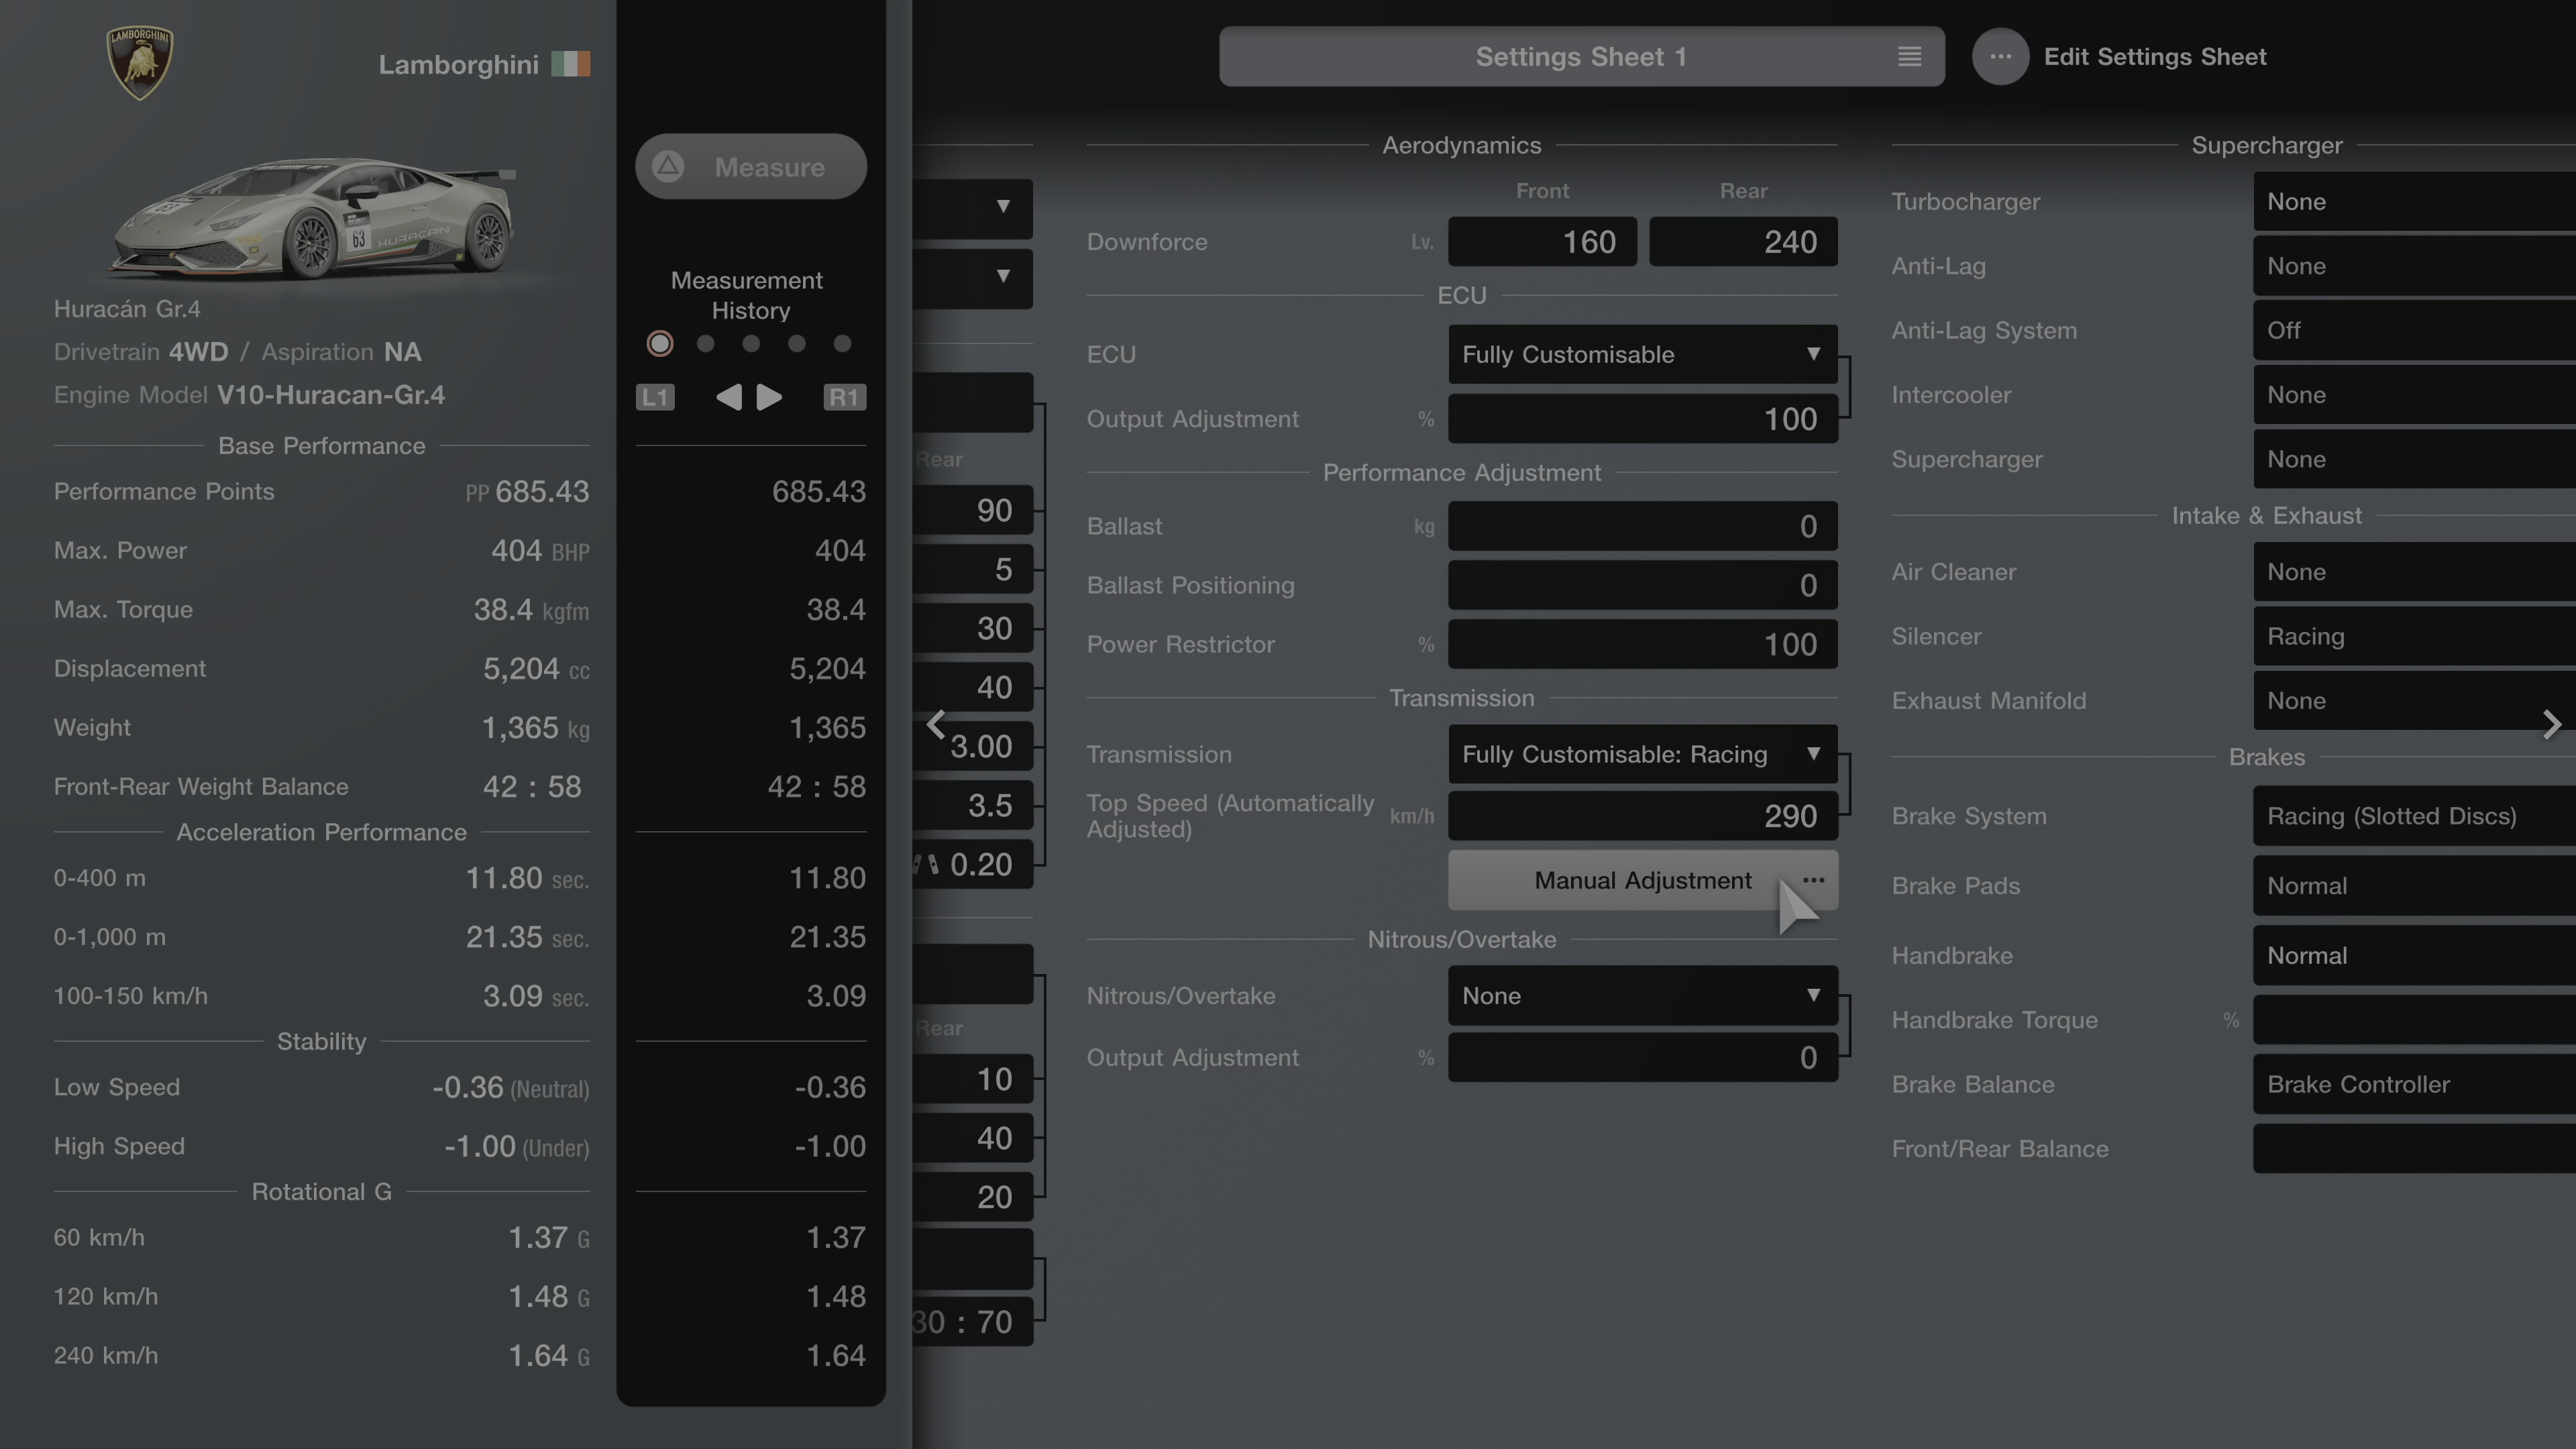 LAMBORGHINI
Lamborghini
63
HURACAN
Huracán Gr.4
Drivetrain 4WD / Aspiration NA
Engine Model V10-Huracan-Gr.4
Base Performance
Performance Points PP 685.43
Max. Power 404 BHP
Max. Torque 38.4 kgfm
Displacement 5,204 cc
Weight 1,365 kg
Front-Rear Weight Balance 42 : 58
Acceleration Performance
0-400 m 11.80 sec.
0-1,000 m 21.35 sec.
100-150 km/h 3.09 sec.
Stability
Low Speed -0.36 (Neutral)
High Speed -1.00 (Under)
Rotational G
60 km/h 1.37 G
120 km/h 1.48 G
240 km/h 1.64 G
Measure
Measurement
History
L1 R1
685.43
404
38.4
5,204
1,365
42 : 58
11.80
21.35
3.09
-0.36
-1.00
1.37
1.48
1.64
Rear
90
5
30
40
3.00
3.5
0.20
Rear
10
40
20
30 : 70
Settings Sheet 1
Edit Settings Sheet
Aerodynamics
Front Rear
Downforce Lv. 160 240
ECU
ECU Fully Customisable
Output Adjustment % 100
Performance Adjustment
Ballast kg 0
Ballast Positioning 0
Power Restrictor % 100
Transmission
Transmission Fully Customisable: Racing
Top Speed (Automatically
Adjusted) km/h 290
Manual Adjustment
Nitrous/Overtake
Nitrous/Overtake None
Output Adjustment % 0
Supercharger
Turbocharger None
Anti-Lag None
Anti-Lag System Off
Intercooler None
Supercharger None
Intake & Exhaust
Air Cleaner None
Silencer Racing
Exhaust Manifold None
Brakes
Brake System Racing (Slotted Discs)
Brake Pads Normal
Handbrake Normal
Handbrake Torque %
Brake Balance Brake Controller
Front/Rear Balance